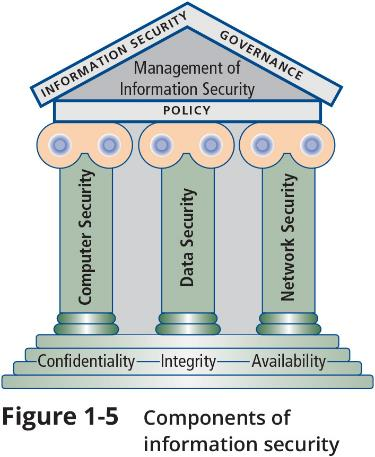 INFORMATION SECURITY
GOVERNANCE
Management of
Information Security
POLICY
Computer Security
Data Security
Network Security
Confidentiality—Integrity—Availability
Figure 1-5 Components of
information security